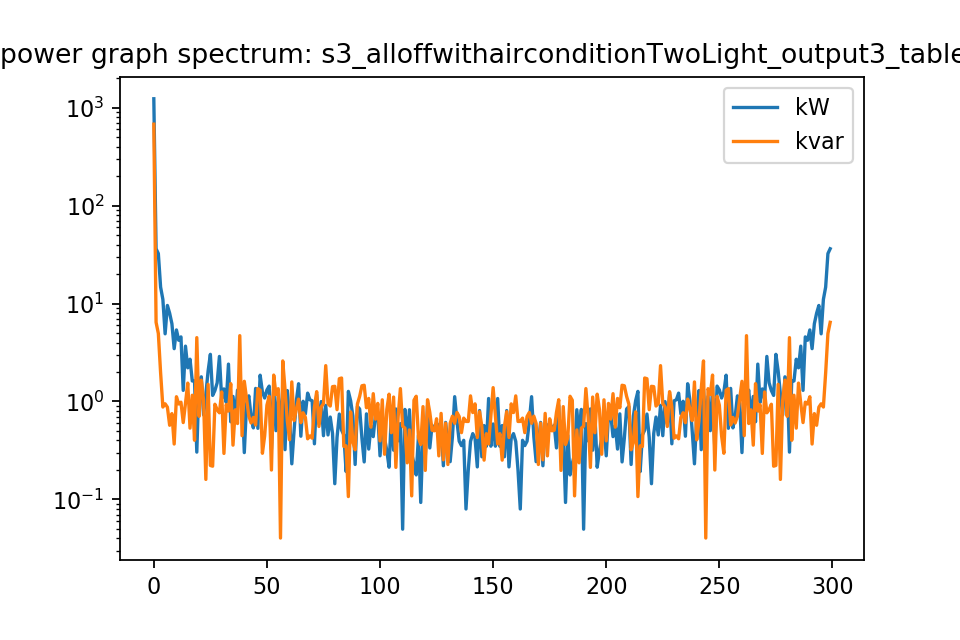 power graph spectrum: s3_alloffwithairconditionTwoLight_output3_table
kW
kvar
10³
10²
10¹
10⁰
10⁻¹
0 50 100 150 200 250 300